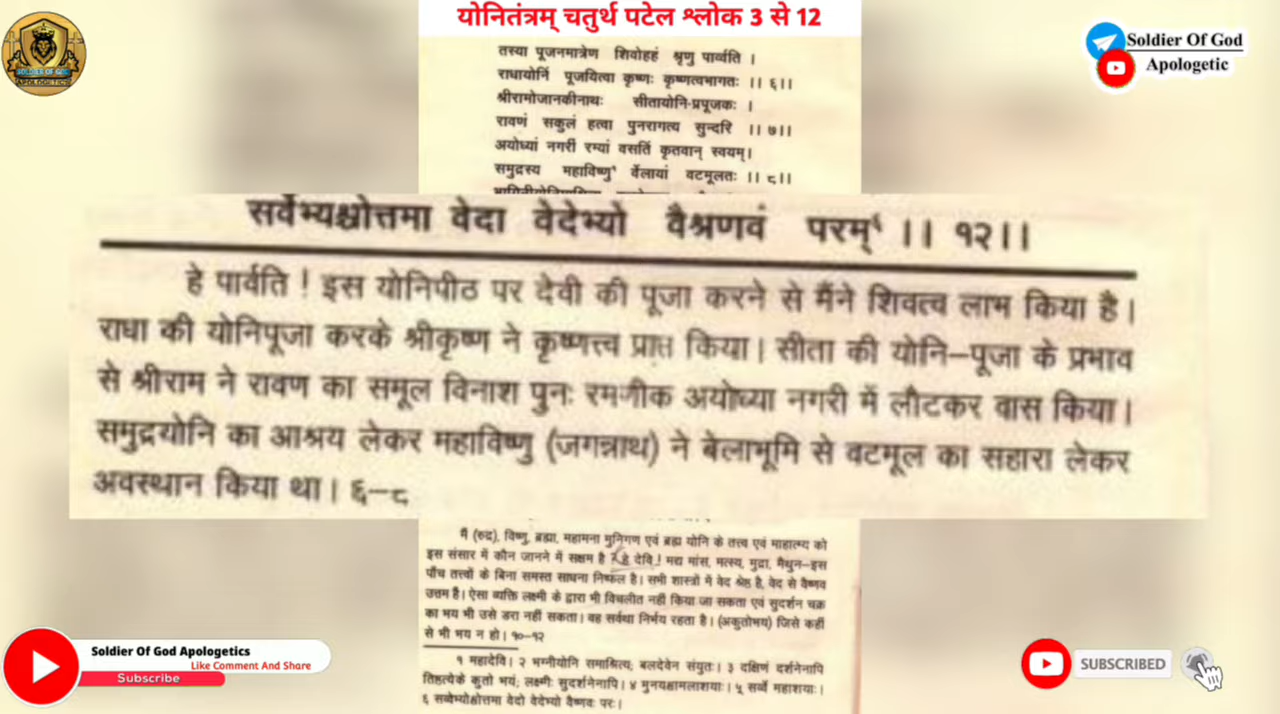 योनितंत्रम् चतुर्थ पटेल श्लोक 3 से 12
SOLDIER OF GOD
APOLOGETICS
Soldier Of God
Apologetic
तस्या पूजनमात्रेण शिवोहहं श्रृणु पार्व्वति ।
राधायोनिं पूजयित्वा कृष्णः कृष्णत्वभागतः ।। ६।।
श्रीरामोजानकीनाथः सीतायोनि-प्रपूजकः ।
रावणं सकुलं हत्वा पुनरागत्य सुन्दरि ।। ७।।
अयोध्यां नगरीं रम्यां वसतिं कृतवान् स्वयम्।
समुद्रस्य महाविष्णु५ र्वेलायां वटमूलतः ।। ८।।
सर्वेभ्यश्चोत्तमा वेदा वेदेभ्यो वैश्रणवं परम्६ ।। १२।।
हे पार्वति ! इस योनिपीठ पर देवी की पूजा करने से मैंने शिवत्व लाभ किया है।
राधा की योनिपूजा करके श्रीकृष्ण ने कृष्णत्त्व प्राप्त किया। सीता की योनि-पूजा के प्रभाव
से श्रीराम ने रावण का समूल विनाश पुनः रमणीक अयोध्या नगरी में लौटकर वास किया।
समुद्रयोनि का आश्रय लेकर महाविष्णु (जगन्नाथ) ने बेलाभूमि से वटमूल का सहारा लेकर
अवस्थान किया था। ६-८
मैं (रुद्र), विष्णु, ब्रह्मा, महामना मुनिगण एवं ब्रह्म योनि के तत्त्व एवं माहात्म्य को
इस संसार में कौन जानने में सक्षम है ? हे देवि ! मद्य मांस, मत्स्य, मुद्रा, मैथुन-इस
पाँच तत्त्वों के बिना समस्त साधना निष्फल है। सभी शास्त्रों में वेद श्रेष्ठ है, वेद से वैष्णव
उत्तम है। ऐसा व्यक्ति लक्ष्मी के द्वारा भी विचलीत नहीं किया जा सकता एवं सुदर्शन चक्र
का भय भी उसे डरा नहीं सकता। वह सर्वथा निर्भय रहता है। (अकुतोभय) जिसे कहीं
से भी भय न हो। १०-१२
१ महादेवि। २ भग्नीयोनि समाश्रित्य; बलदेवेन संयुतः। ३ दक्षिणं दर्शनेनापि
तिष्ठत्येके कुतो भयं; लक्ष्मीः सुदर्शनेनापि। ४ मुनयक्षामलाशयाः। ५ सर्व्वे महाशयाः।
६ सव्वेभ्योक्षोत्तमा वेदो वेदेभ्यो वैष्णवः परः।
Soldier Of God Apologetics
Like Comment And Share
Subscribe
SUBSCRIBED